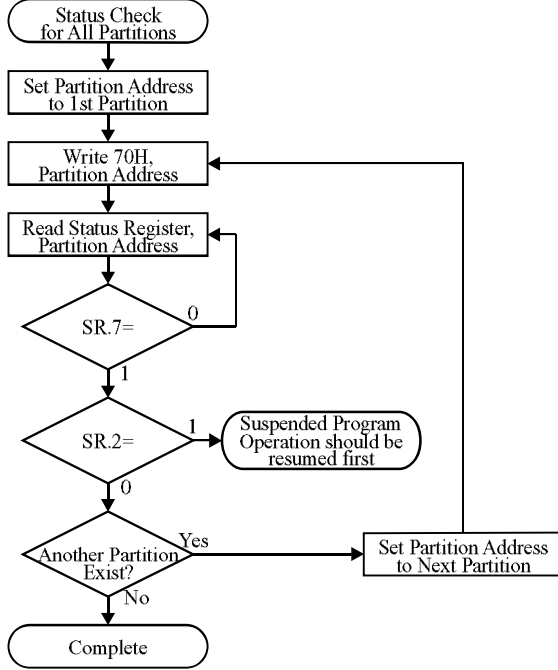 Status Check
for All Partitions
Set Partition Address
to 1st Partition
Write 70H,
Partition Address
Read Status Register,
Partition Address
SR.7=
0
1
SR.2=
1
Suspended Program
Operation should be
resumed first
0
Another Partition
Exist?
Yes
Set Partition Address
to Next Partition
No
Complete